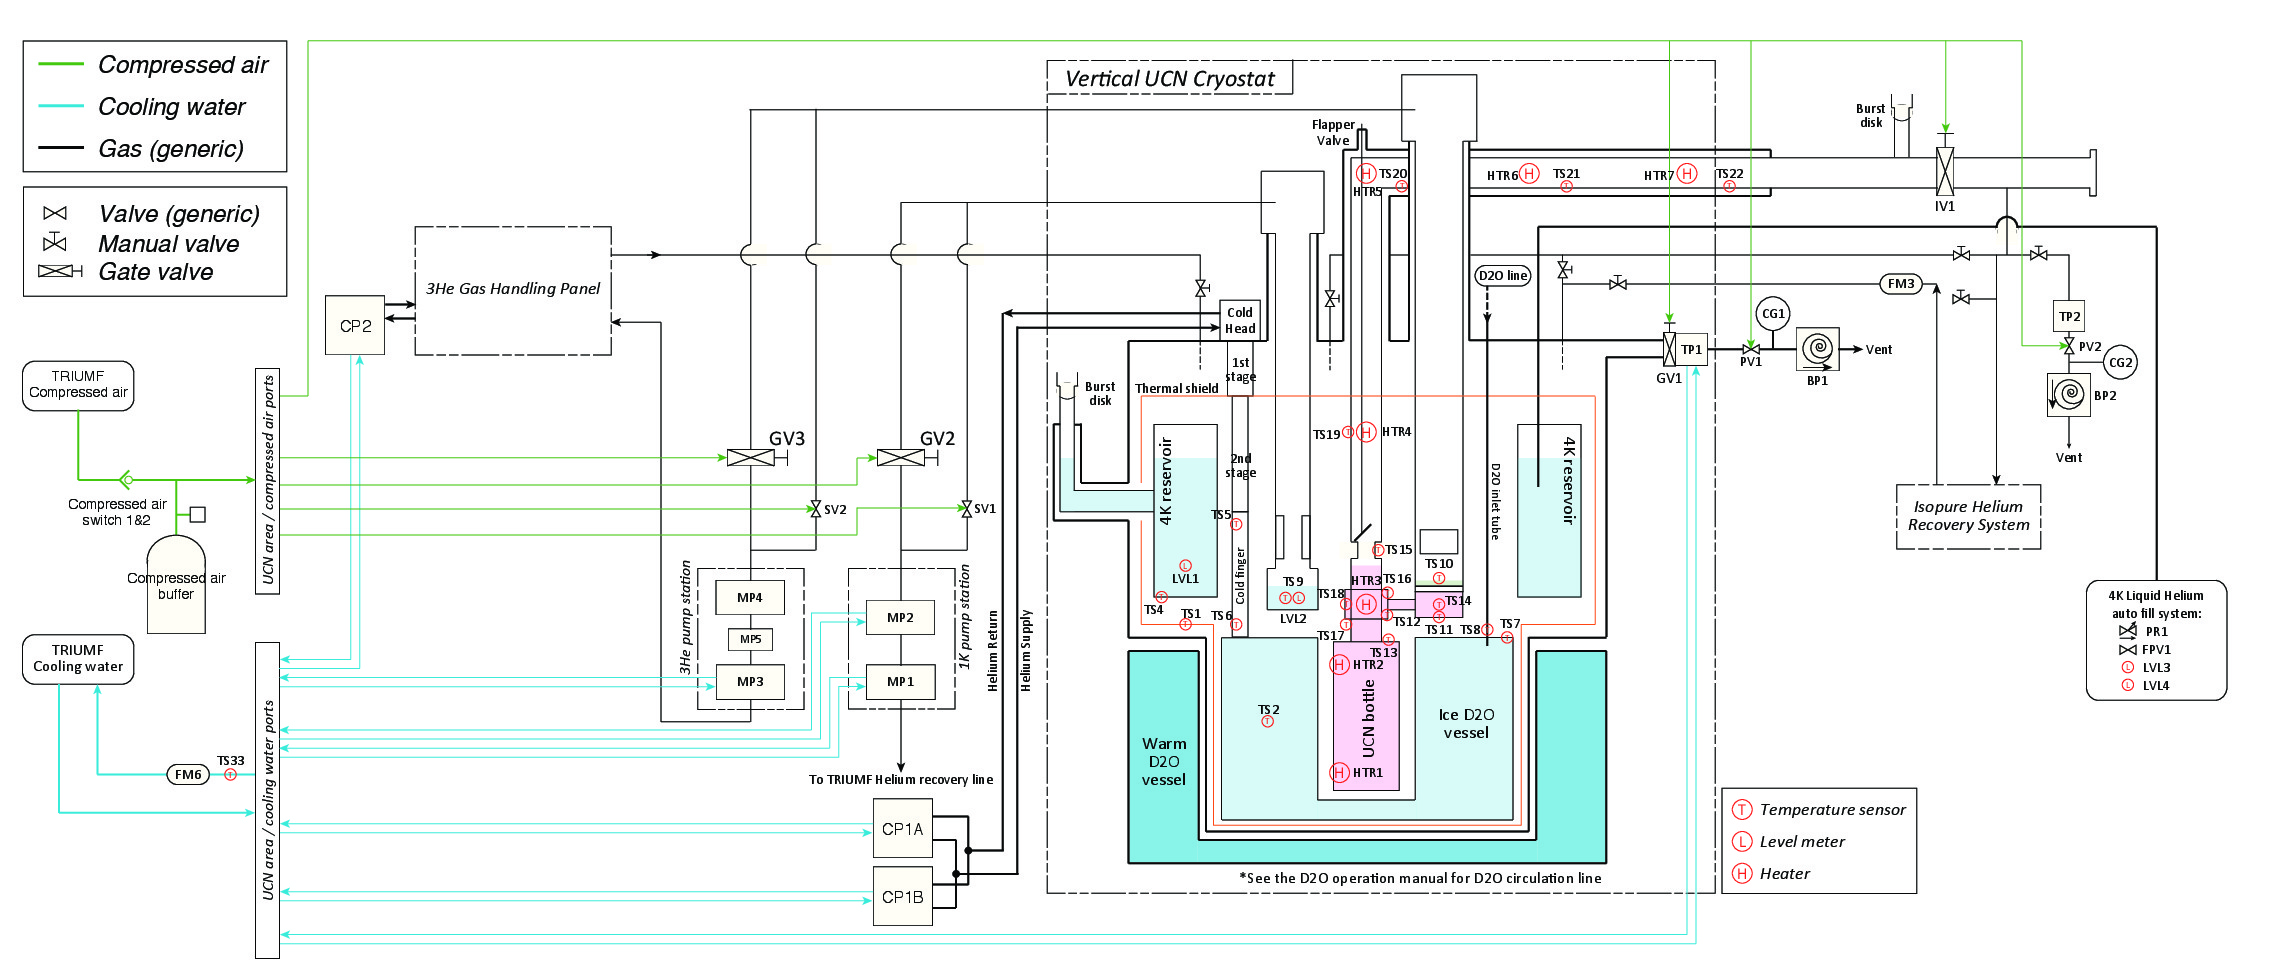 Compressed air
Cooling water
Gas (generic)
Valve (generic)
Manual valve
Gate valve
Vertical UCN Cryostat
Flapper
Valve
Burst
disk
H
HTR5
TS20
T
HTR6
H
TS21
T
HTR7
H
TS22
T
IV1
3He Gas Handling Panel
CP2
Cold
Head
1st
stage
D2O line
FM3
CG1
TP2
TP1
GV1
PV1
BP1
Vent
PV2
CG2
BP2
Vent
TRIUMF
Compressed air
UCN area / compressed air ports
Compressed air
switch 1&2
Compressed air
buffer
GV3
GV2
SV2
SV1
Burst
disk
Thermal shield
4K reservoir
2nd
stage
TS19
T
H
HTR4
D2O inlet tube
4K reservoir
TS5
T
Cold finger
L
LVL1
T
TS4
TS1
T
TS6
T
TS9
T
L
LVL2
T
TS15
HTR3
H
TS16
T
TS18
T
TS10
T
T
TS14
T
T
TS12
TS11
TS17
T
TS8
T
TS7
T
T
TS13
Isopure Helium
Recovery System
4K Liquid Helium
auto fill system:
PR1
FPV1
L
LVL3
L
LVL4
3He pump station
MP4
MP5
MP3
1K pump station
MP2
MP1
Helium Return
Helium Supply
To TRIUMF Helium recovery line
TRIUMF
Cooling water
UCN area / cooling water ports
FM6
TS33
T
CP1A
CP1B
TS2
T
H
HTR2
UCN bottle
H
HTR1
Ice D2O
vessel
Warm
D2O
vessel
*See the D2O operation manual for D2O circulation line
T
Temperature sensor
L
Level meter
H
Heater